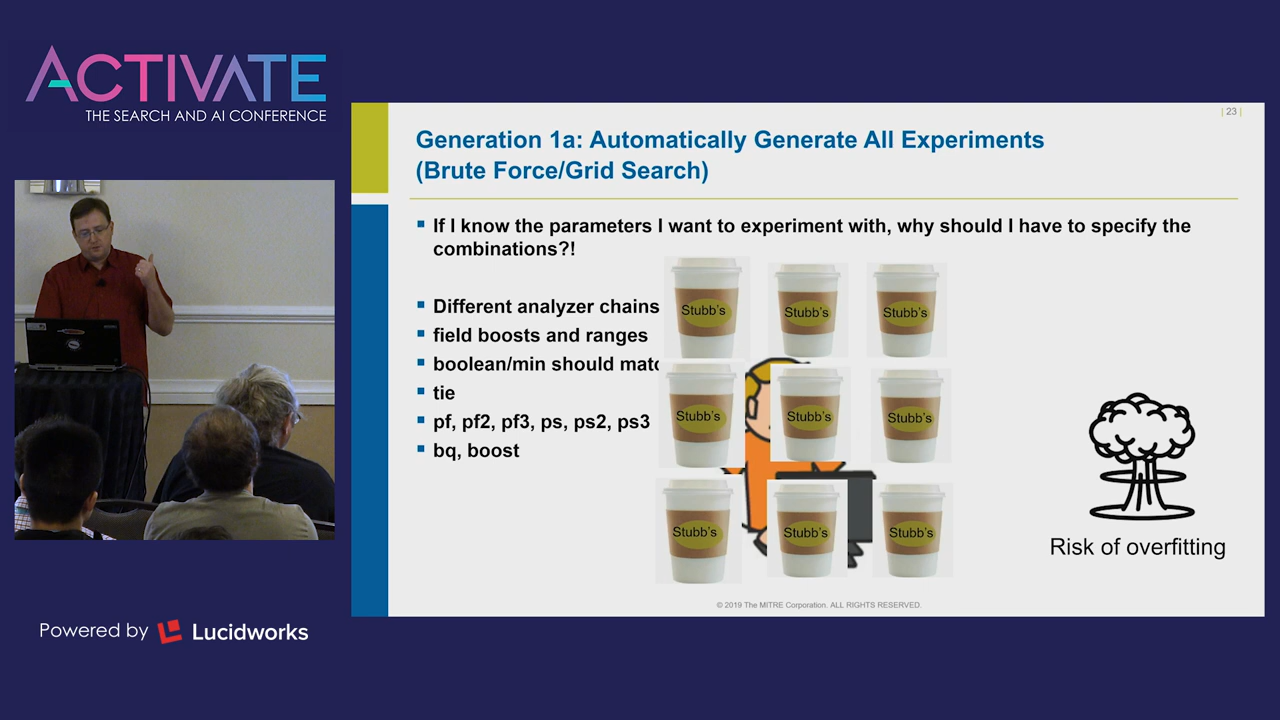 ACTIVATE
THE SEARCH AND AI CONFERENCE
| 23 |
Generation 1a: Automatically Generate All Experiments
(Brute Force/Grid Search)
If I know the parameters I want to experiment with, why should I have to specify the
combinations?!
Different analyzer chains
field boosts and ranges
boolean/min should matc
tie
pf, pf2, pf3, ps, ps2, ps3
bq, boost
Stubb's
Stubb's
Stubb's
Stubb's
Stubb's
Stubb's
Stubb's
Stubb's
Stubb's
Risk of overfitting
© 2019 The MITRE Corporation. ALL RIGHTS RESERVED.
Powered by Lucidworks